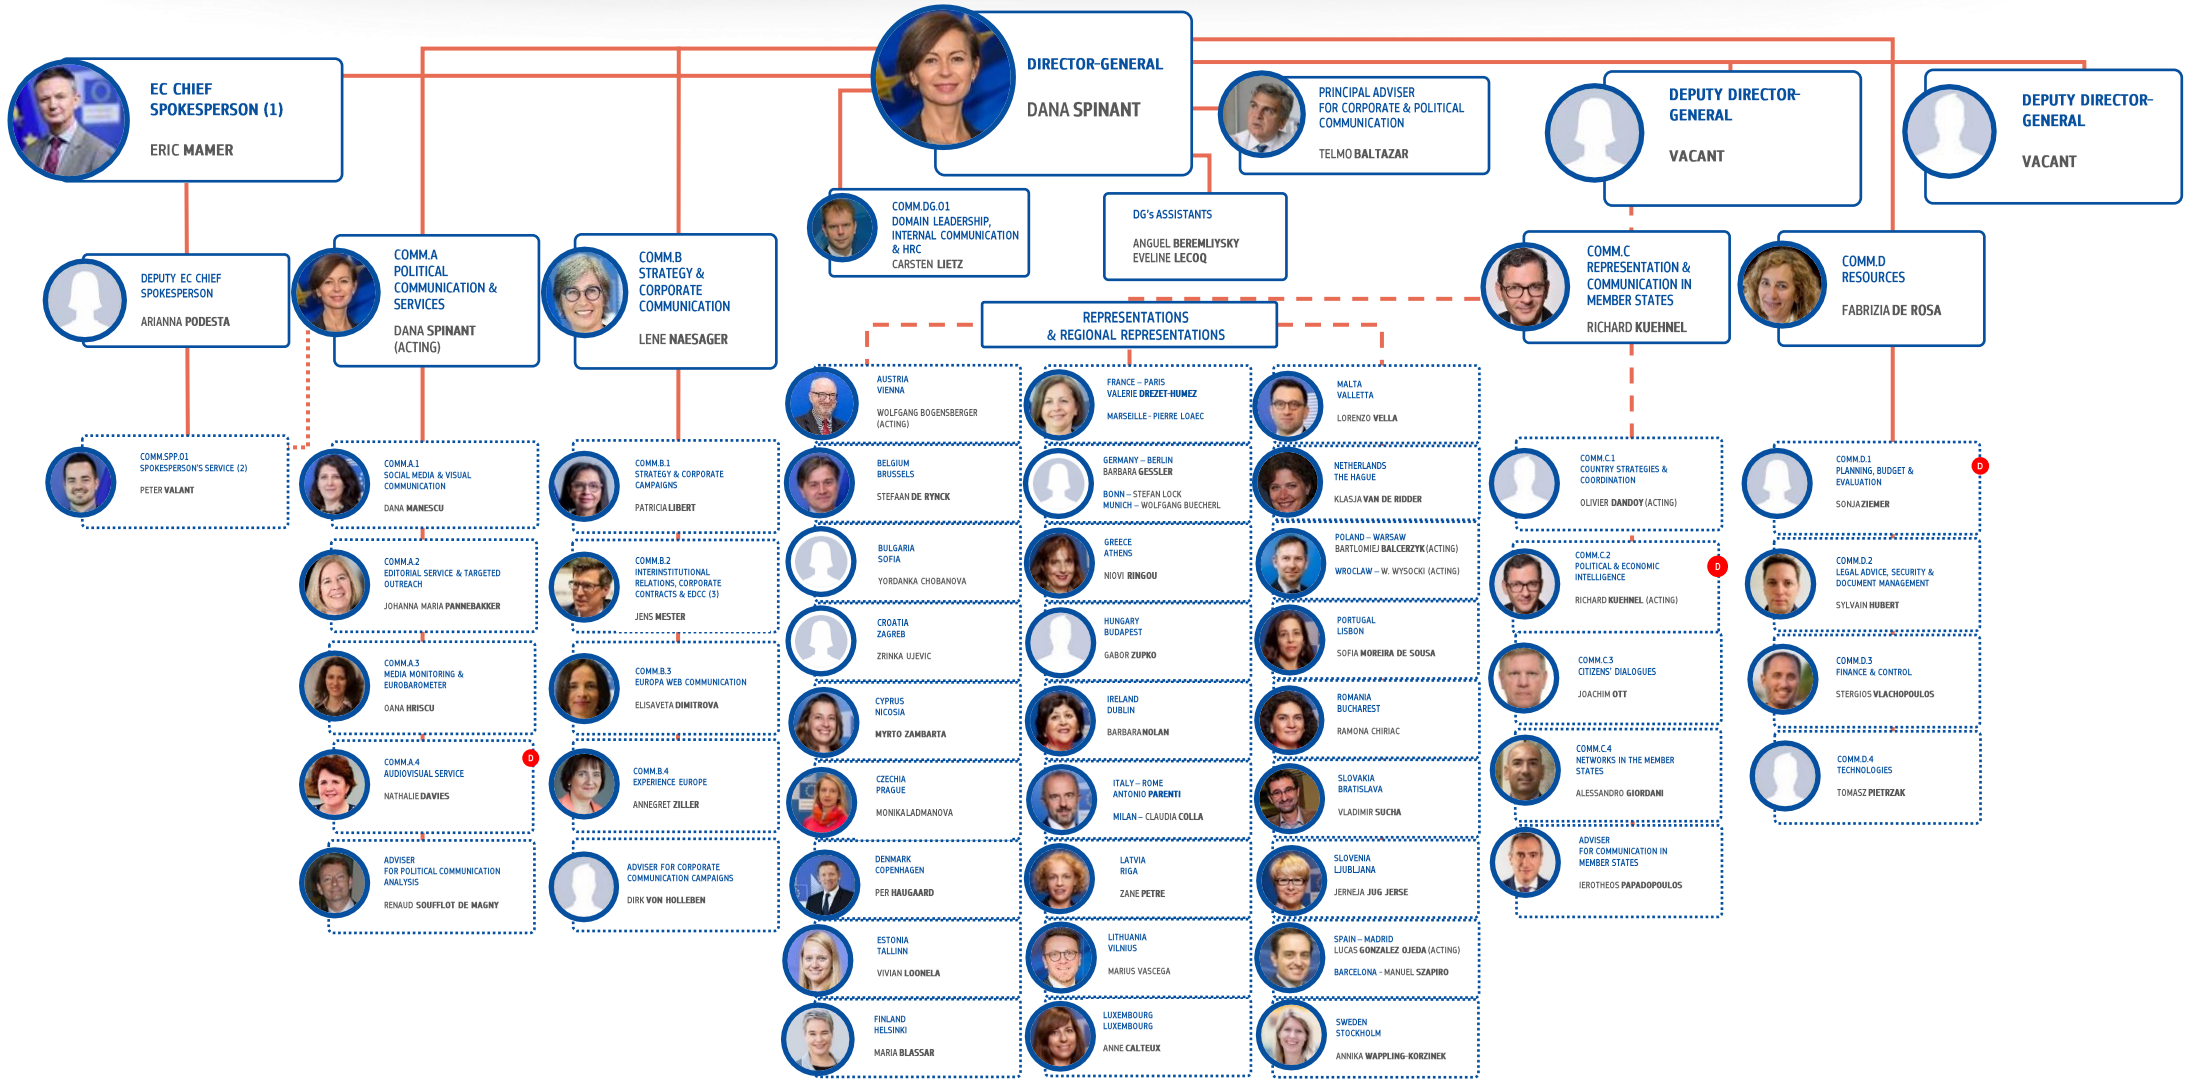 DIRECTOR-GENERAL
DANA SPINANT
EC CHIEF
SPOKESPERSON (1)
ERIC MAMER
PRINCIPAL ADVISER
FOR CORPORATE & POLITICAL
COMMUNICATION
TELMO BALTAZAR
DEPUTY DIRECTOR-
GENERAL
VACANT
DEPUTY DIRECTOR-
GENERAL
VACANT
COMM.DG.01
DOMAIN LEADERSHIP,
INTERNAL COMMUNICATION
& HRC
CARSTEN LIETZ
DG's ASSISTANTS
ANGUEL BEREMLIYSKY
EVELINE LECOQ
DEPUTY EC CHIEF
SPOKESPERSON
ARIANNA PODESTA
COMM.SPP.01
SPOKESPERSON'S SERVICE (2)
PETER VALANT
COMM.A
POLITICAL
COMMUNICATION &
SERVICES
DANA SPINANT
(ACTING)
COMM.A.1
SOCIAL MEDIA & VISUAL
COMMUNICATION
DANA MANESCU
COMM.A.2
EDITORIAL SERVICE & TARGETED
OUTREACH
JOHANNA MARIA PANNEBAKKER
COMM.A.3
MEDIA MONITORING &
EUROBAROMETER
OANA HRISCU
COMM.A.4
AUDIOVISUAL SERVICE
NATHALIE DAVIES
D
ADVISER
FOR POLITICAL COMMUNICATION
ANALYSIS
RENAUD SOUFFLOT DE MAGNY
COMM.B
STRATEGY &
CORPORATE
COMMUNICATION
LENE NAESAGER
COMM.B.1
STRATEGY & CORPORATE
CAMPAIGNS
PATRICIA LIBERT
COMM.B.2
INTERINSTITUTIONAL
RELATIONS, CORPORATE
CONTRACTS & EDCC (3)
JENS MESTER
COMM.B.3
EUROPA WEB COMMUNICATION
ELISAVETA DIMITROVA
COMM.B.4
EXPERIENCE EUROPE
ANNEGRET ZILLER
ADVISER FOR CORPORATE
COMMUNICATION CAMPAIGNS
DIRK VON HOLLEBEN
REPRESENTATIONS
& REGIONAL REPRESENTATIONS
AUSTRIA
VIENNA
WOLFGANG BOGENSBERGER
(ACTING)
BELGIUM
BRUSSELS
STEFAAN DE RYNCK
BULGARIA
SOFIA
YORDANKA CHOBANOVA
CROATIA
ZAGREB
ZRINKA UJEVIC
CYPRUS
NICOSIA
MYRTO ZAMBARTA
CZECHIA
PRAGUE
MONIKALADMANOVA
DENMARK
COPENHAGEN
PER HAUGAARD
ESTONIA
TALLINN
VIVIAN LOONELA
FINLAND
HELSINKI
MARIA BLASSAR
FRANCE – PARIS
VALERIE DREZET-HUMEZ
MARSEILLE - PIERRE LOAEC
GERMANY – BERLIN
BARBARA GESSLER
BONN – STEFAN LOCK
MUNICH – WOLFGANG BUECHERL
GREECE
ATHENS
NIOVI RINGOU
HUNGARY
BUDAPEST
GABOR ZUPKO
IRELAND
DUBLIN
BARBARA NOLAN
ITALY – ROME
ANTONIO PARENTI
MILAN – CLAUDIA COLLA
LATVIA
RIGA
ZANE PETRE
LITHUANIA
VILNIUS
MARIUS VASCEGA
LUXEMBOURG
LUXEMBOURG
ANNE CALTEUX
MALTA
VALLETTA
LORENZO VELLA
NETHERLANDS
THE HAGUE
KLASJA VAN DE RIDDER
POLAND – WARSAW
BARTLOMIEJ BALCERZYK (ACTING)
WROCLAW – W. WYSOCKI (ACTING)
PORTUGAL
LISBON
SOFIA MOREIRA DE SOUSA
ROMANIA
BUCHAREST
RAMONA CHIRIAC
SLOVAKIA
BRATISLAVA
VLADIMIR SUCHA
SLOVENIA
LJUBLJANA
JERNEJA JUG JERSE
SPAIN – MADRID
LUCAS GONZALEZ OJEDA (ACTING)
BARCELONA - MANUEL SZAPIRO
SWEDEN
STOCKHOLM
ANNIKA WAPPLING-KORZINEK
COMM.C
REPRESENTATION &
COMMUNICATION IN
MEMBER STATES
RICHARD KUEHNEL
COMM.C.1
COUNTRY STRATEGIES &
COORDINATION
OLIVIER DANDOY (ACTING)
COMM.C.2
POLITICAL & ECONOMIC
INTELLIGENCE
RICHARD KUEHNEL (ACTING)
D
COMM.C.3
CITIZENS' DIALOGUES
JOACHIM OTT
COMM.C.4
NETWORKS IN THE MEMBER
STATES
ALESSANDRO GIORDANI
ADVISER
FOR COMMUNICATION IN
MEMBER STATES
IEROTHEOS PAPADOPOULOS
COMM.D
RESOURCES
FABRIZIA DE ROSA
COMM.D.1
PLANNING, BUDGET &
EVALUATION
SONJAZIEMER
D
COMM.D.2
LEGAL ADVICE, SECURITY &
DOCUMENT MANAGEMENT
SYLVAIN HUBERT
COMM.D.3
FINANCE & CONTROL
STERGIOS VLACHOPOULOS
COMM.D.4
TECHNOLOGIES
TOMASZ PIETRZAK